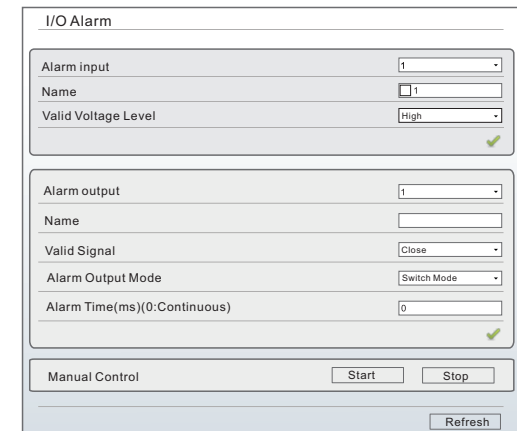 I/O Alarm
Alarm input 1
Name 1
Valid Voltage Level High
Alarm output 1
Name
Valid Signal Close
Alarm Output Mode Switch Mode
Alarm Time(ms)(0:Continuous) 0
Manual Control Start Stop
Refresh